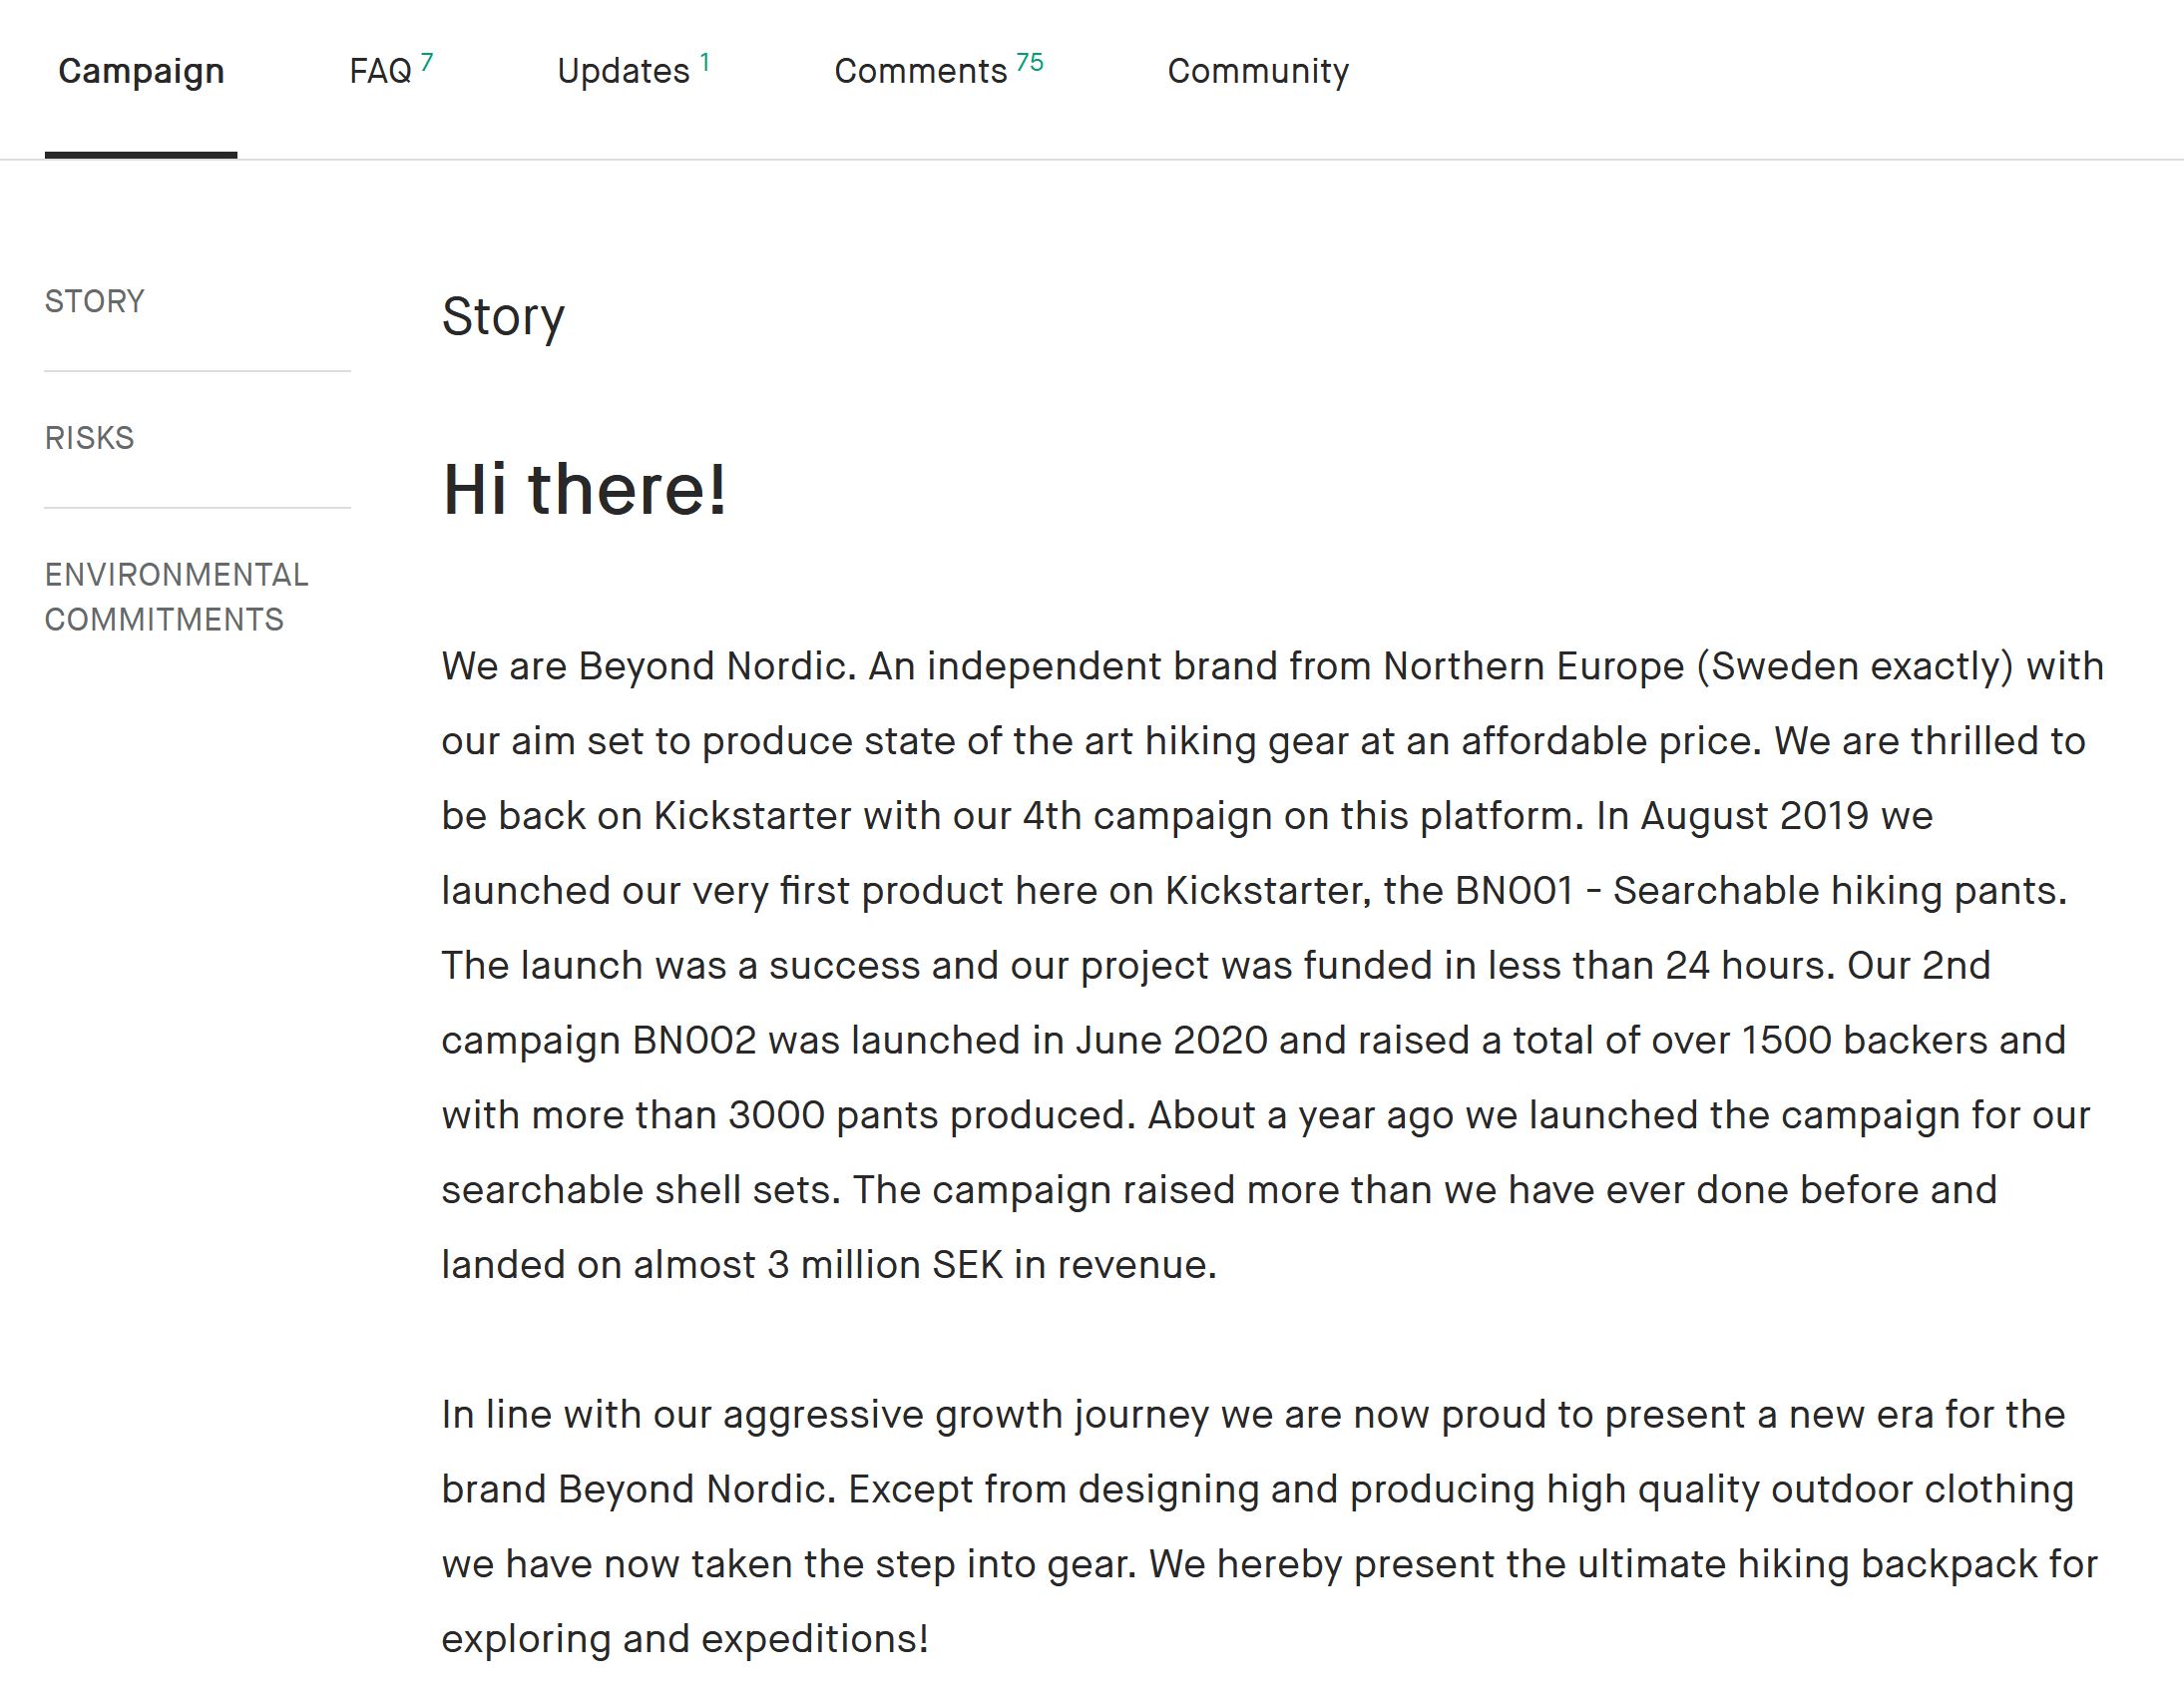 Campaign FAQ 7 Updates 1 Comments 75 Community
STORY
RISKS
ENVIRONMENTAL
COMMITMENTS
Story
Hi there!
We are Beyond Nordic. An independent brand from Northern Europe (Sweden exactly) with
our aim set to produce state of the art hiking gear at an affordable price. We are thrilled to
be back on Kickstarter with our 4th campaign on this platform. In August 2019 we
launched our very first product here on Kickstarter, the BN001 - Searchable hiking pants.
The launch was a success and our project was funded in less than 24 hours. Our 2nd
campaign BN002 was launched in June 2020 and raised a total of over 1500 backers and
with more than 3000 pants produced. About a year ago we launched the campaign for our
searchable shell sets. The campaign raised more than we have ever done before and
landed on almost 3 million SEK in revenue.
In line with our aggressive growth journey we are now proud to present a new era for the
brand Beyond Nordic. Except from designing and producing high quality outdoor clothing
we have now taken the step into gear. We hereby present the ultimate hiking backpack for
exploring and expeditions!